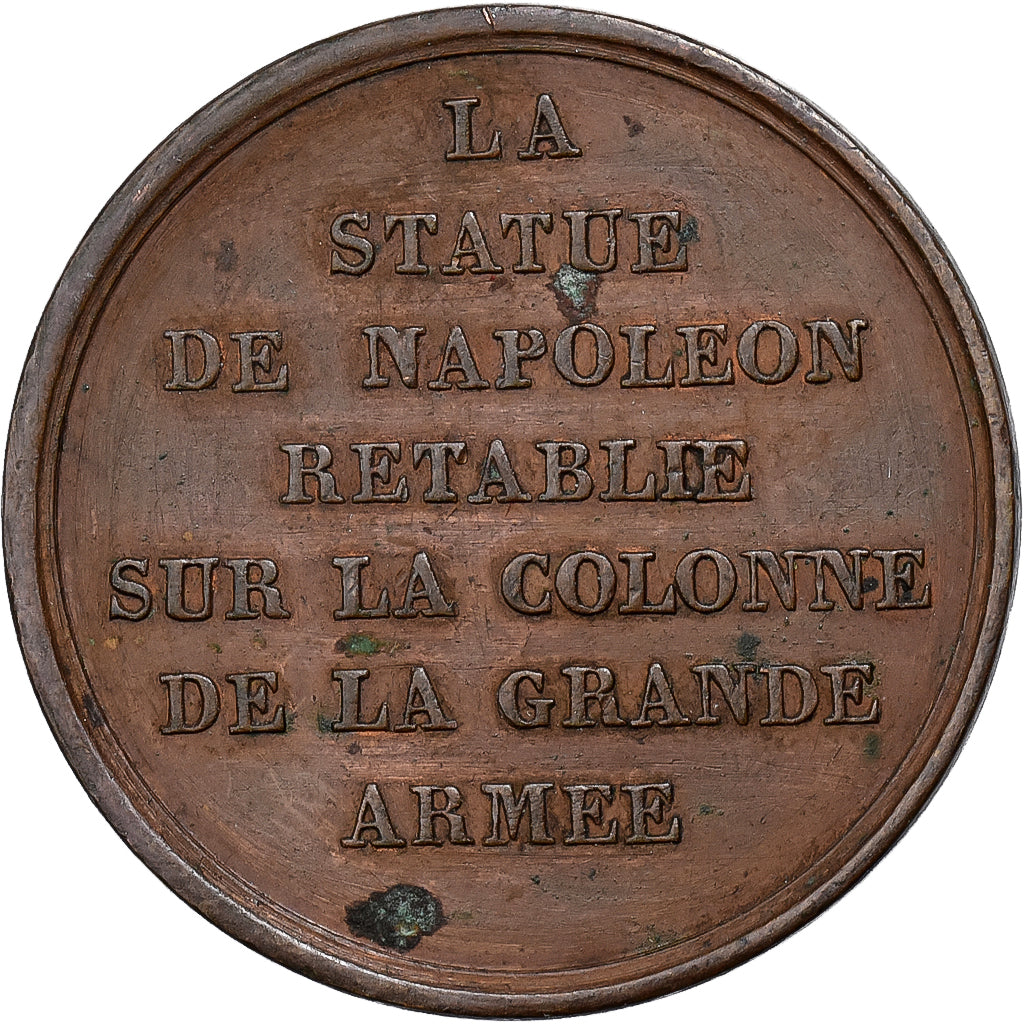 LA
STATUE
DE NAPOLEON
RETABLIE
SUR LA COLONNE
DE LA GRANDE
ARMEE